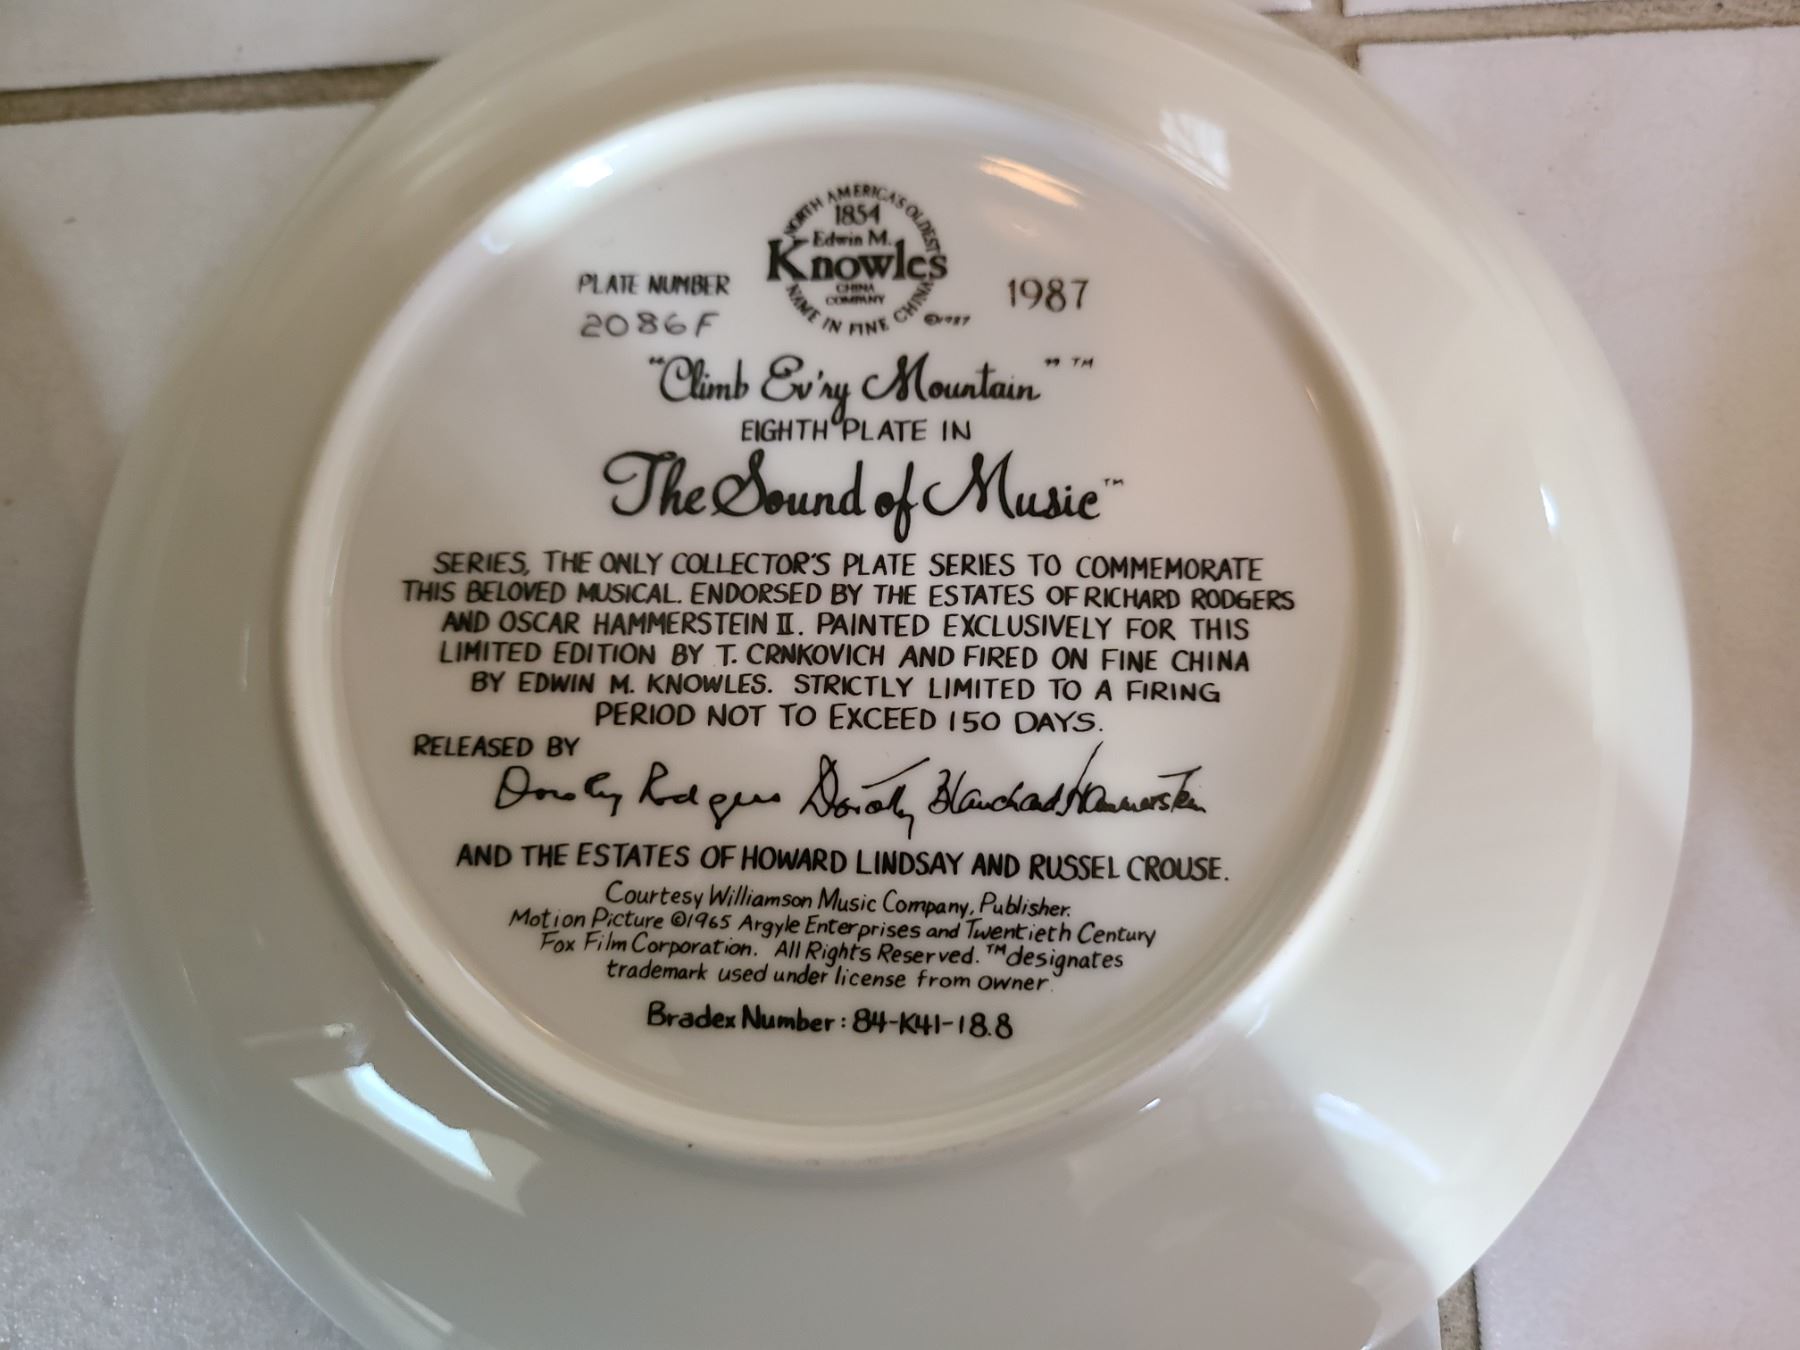 NORTH AMERICA'S OLDEST
1854
Edwin M.
Knowles
CHINA
COMPANY
NAME IN FINE CHINA
©1987
PLATE NUMBER
2086F
1987
"Climb Ev'ry Mountain"™
EIGHTH PLATE IN
The Sound of Music™
SERIES, THE ONLY COLLECTOR'S PLATE SERIES TO COMMEMORATE
THIS BELOVED MUSICAL. ENDORSED BY THE ESTATES OF RICHARD RODGERS
AND OSCAR HAMMERSTEIN II. PAINTED EXCLUSIVELY FOR THIS
LIMITED EDITION BY T. CRNKOVICH AND FIRED ON FINE CHINA
BY EDWIN M. KNOWLES. STRICTLY LIMITED TO A FIRING
PERIOD NOT TO EXCEED 150 DAYS.
RELEASED BY
Dorothy Rodgers Dorothy Blanchard Hammerstein
AND THE ESTATES OF HOWARD LINDSAY AND RUSSEL CROUSE.
Courtesy Williamson Music Company, Publisher.
Motion Picture ©1965 Argyle Enterprises and Twentieth Century
Fox Film Corporation. All Rights Reserved. ™designates
trademark used under license from owner.
Bradex Number: 84-K41-18.8